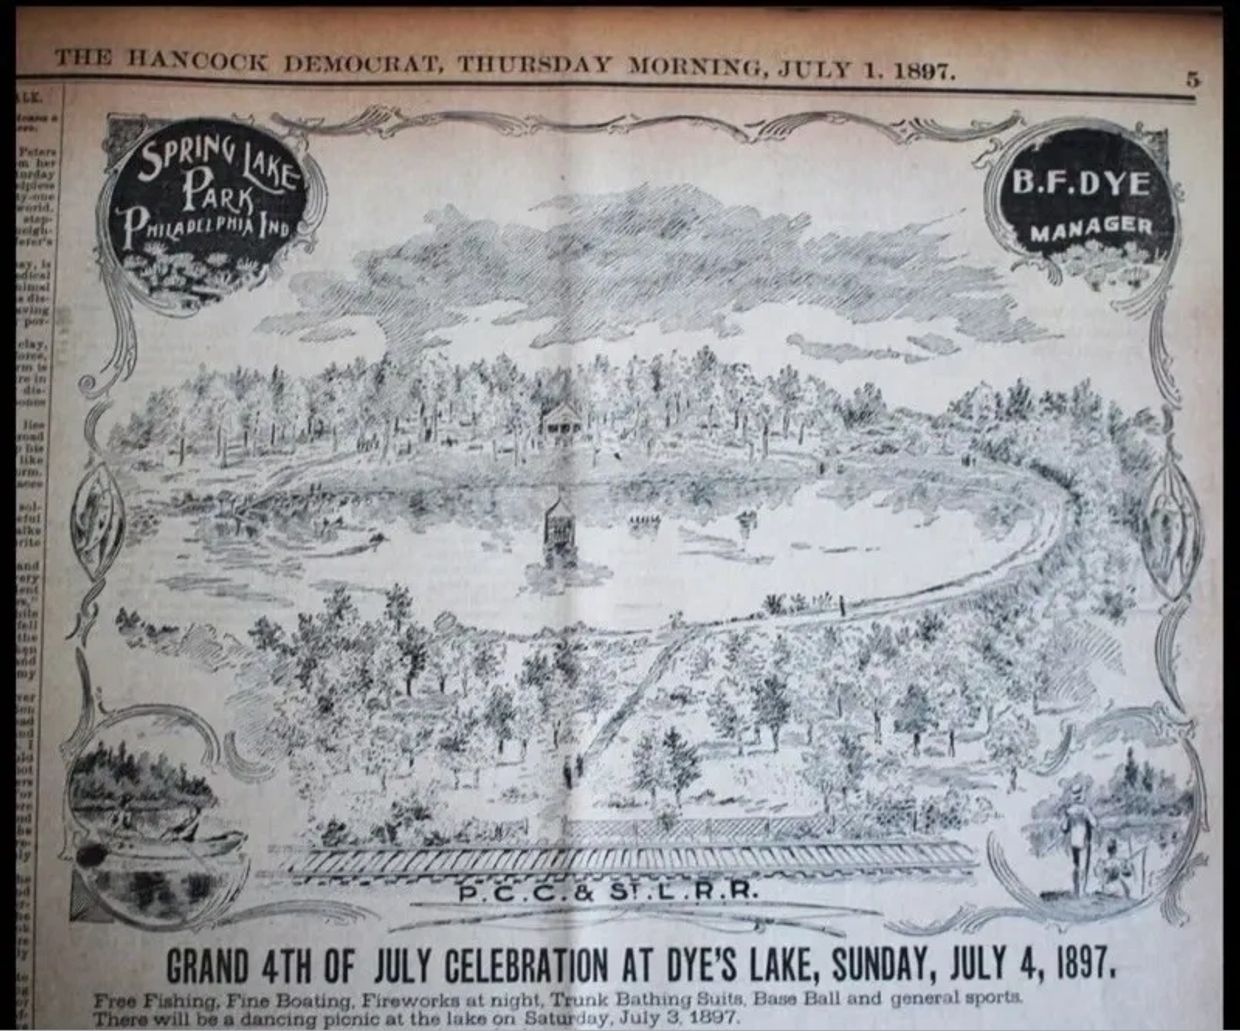 THE HANCOCK DEMOCRAT, THURSDAY MORNING, JULY 1. 1897.
5
SPRING LAKE
PARK
PHILADELPHIA IND
B.F.DYE
MANAGER
P.C.C.& ST.L.R.R.
GRAND 4TH OF JULY CELEBRATION AT DYE'S LAKE, SUNDAY, JULY 4, 1897.
Free Fishing, Fine Boating, Fireworks at night, Trunk Bathing Suits, Base Ball and general sports.
There will be a dancing picnic at the lake on Saturday, July 3, 1897.